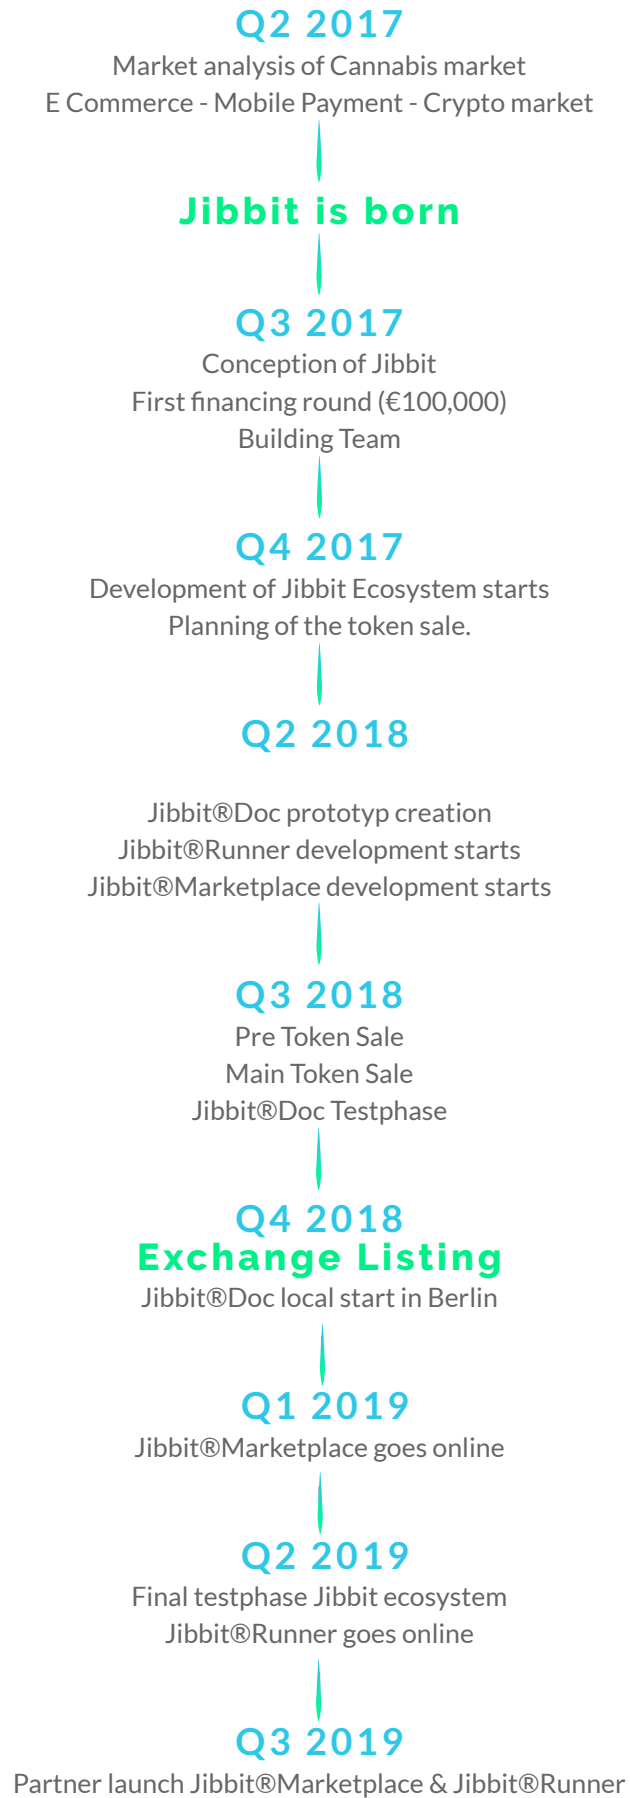 Q2 2017
Market analysis of Cannabis market
E Commerce - Mobile Payment - Crypto market
Jibbit is born
Q3 2017
Conception of Jibbit
First financing round (€100,000)
Building Team
Q4 2017
Development of Jibbit Ecosystem starts
Planning of the token sale.
Q2 2018
Jibbit®Doc prototyp creation
Jibbit®Runner development starts
Jibbit®Marketplace development starts
Q3 2018
Pre Token Sale
Main Token Sale
Jibbit®Doc Testphase
Q4 2018
Exchange Listing
Jibbit®Doc local start in Berlin
Q1 2019
Jibbit®Marketplace goes online
Q2 2019
Final testphase Jibbit ecosystem
Jibbit®Runner goes online
Q3 2019
Partner launch Jibbit®Marketplace & Jibbit®Runner